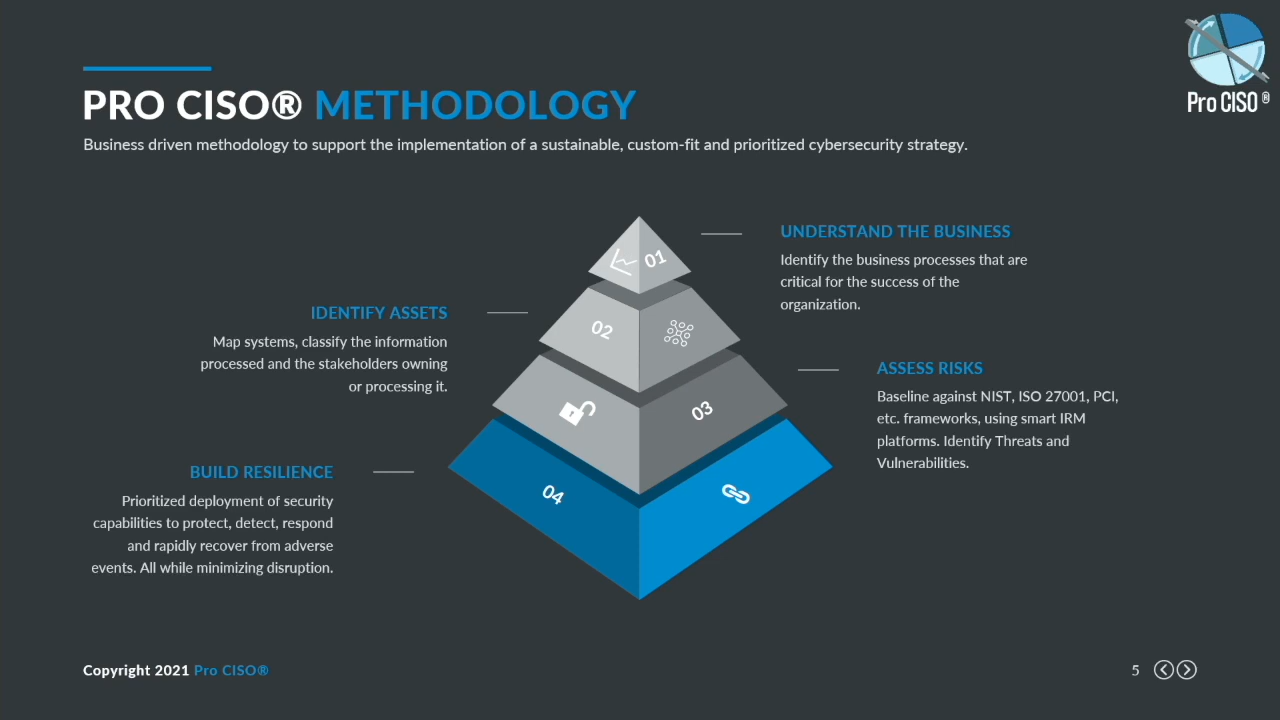 Pro CISO ®
PRO CISO® METHODOLOGY
Business driven methodology to support the implementation of a sustainable, custom-fit and prioritized cybersecurity strategy.
01
UNDERSTAND THE BUSINESS
Identify the business processes that are
critical for the success of the
organization.
IDENTIFY ASSETS
Map systems, classify the information
processed and the stakeholders owning
or processing it.
02
03
ASSESS RISKS
Baseline against NIST, ISO 27001, PCI,
etc. frameworks, using smart IRM
platforms. Identify Threats and
Vulnerabilities.
BUILD RESILIENCE
Prioritized deployment of security
capabilities to protect, detect, respond
and rapidly recover from adverse
events. All while minimizing disruption.
04
Copyright 2021 Pro CISO®
5